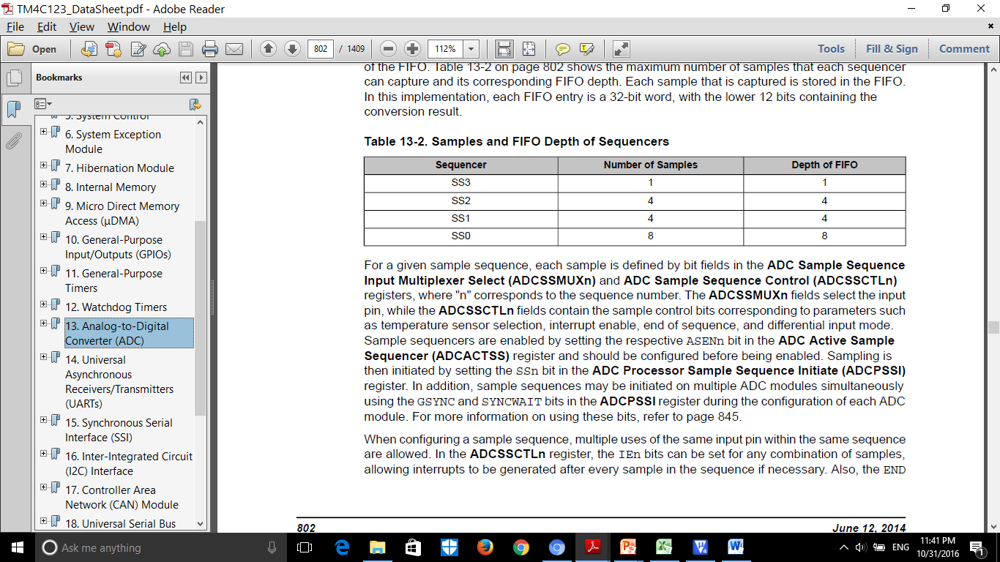 TM4C123_DataSheet.pdf - Adobe Reader
File Edit View Window Help
Open
802 / 1409
112%
Tools Fill & Sign Comment
Bookmarks
5. System Control
6. System Exception
Module
7. Hibernation Module
8. Internal Memory
9. Micro Direct Memory
Access (µDMA)
10. General-Purpose
Input/Outputs (GPIOs)
11. General-Purpose
Timers
12. Watchdog Timers
13. Analog-to-Digital
Converter (ADC)
14. Universal
Asynchronous
Receivers/Transmitters
(UARTs)
15. Synchronous Serial
Interface (SSI)
16. Inter-Integrated Circuit
(I2C) Interface
17. Controller Area
Network (CAN) Module
18. Universal Serial Bus
of the FIFO. Table 13-2 on page 802 shows the maximum number of samples that each sequencer
can capture and its corresponding FIFO depth. Each sample that is captured is stored in the FIFO.
In this implementation, each FIFO entry is a 32-bit word, with the lower 12 bits containing the
conversion result.
Table 13-2. Samples and FIFO Depth of Sequencers
Sequencer Number of Samples Depth of FIFO
SS3 1 1
SS2 4 4
SS1 4 4
SS0 8 8
For a given sample sequence, each sample is defined by bit fields in the ADC Sample Sequence
Input Multiplexer Select (ADCSSMUXn) and ADC Sample Sequence Control (ADCSSCTLn)
registers, where "n" corresponds to the sequence number. The ADCSSMUXn fields select the input
pin, while the ADCSSCTLn fields contain the sample control bits corresponding to parameters such
as temperature sensor selection, interrupt enable, end of sequence, and differential input mode.
Sample sequencers are enabled by setting the respective ASENn bit in the ADC Active Sample
Sequencer (ADCACTSS) register and should be configured before being enabled. Sampling is
then initiated by setting the SSn bit in the ADC Processor Sample Sequence Initiate (ADCPSSI)
register. In addition, sample sequences may be initiated on multiple ADC modules simultaneously
using the GSYNC and SYNCWAIT bits in the ADCPSSI register during the configuration of each ADC
module. For more information on using these bits, refer to page 845.
When configuring a sample sequence, multiple uses of the same input pin within the same sequence
are allowed. In the ADCSSCTLn register, the IEn bits can be set for any combination of samples,
allowing interrupts to be generated after every sample in the sequence if necessary. Also, the END
802 June 12, 2014
Ask me anything
ENG
11:41 PM
10/31/2016
1